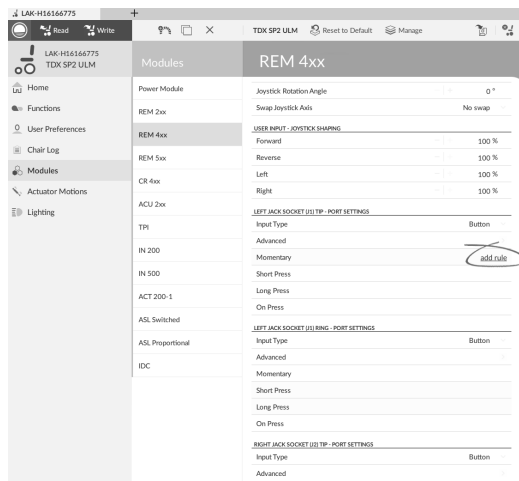 LAK-H16166775
Read
Write
TDX SP2 ULM
Reset to Default
Manage
LAK-H16166775
TDX SP2 ULM
Home
Functions
User Preferences
Chair Log
Modules
Actuator Motions
Lighting
Modules
Power Module
REM 2xx
REM 4xx
REM 5xx
CR 4xx
ACU 2xx
TPI
IN 200
IN 500
ACT 200-1
ASL Switched
ASL Proportional
IDC
REM 4xx
Joystick Rotation Angle 0 °
Swap Joystick Axis No swap
USER INPUT - JOYSTICK SHAPING
Forward 100 %
Reverse 100 %
Left 100 %
Right 100 %
LEFT JACK SOCKET (J1) TIP - PORT SETTINGS
Input Type Button
Advanced
Momentary add rule
Short Press
Long Press
On Press
LEFT JACK SOCKET (J1) RING - PORT SETTINGS
Input Type Button
Advanced
Momentary
Short Press
Long Press
On Press
RIGHT JACK SOCKET (J2) TIP - PORT SETTINGS
Input Type Button
Advanced